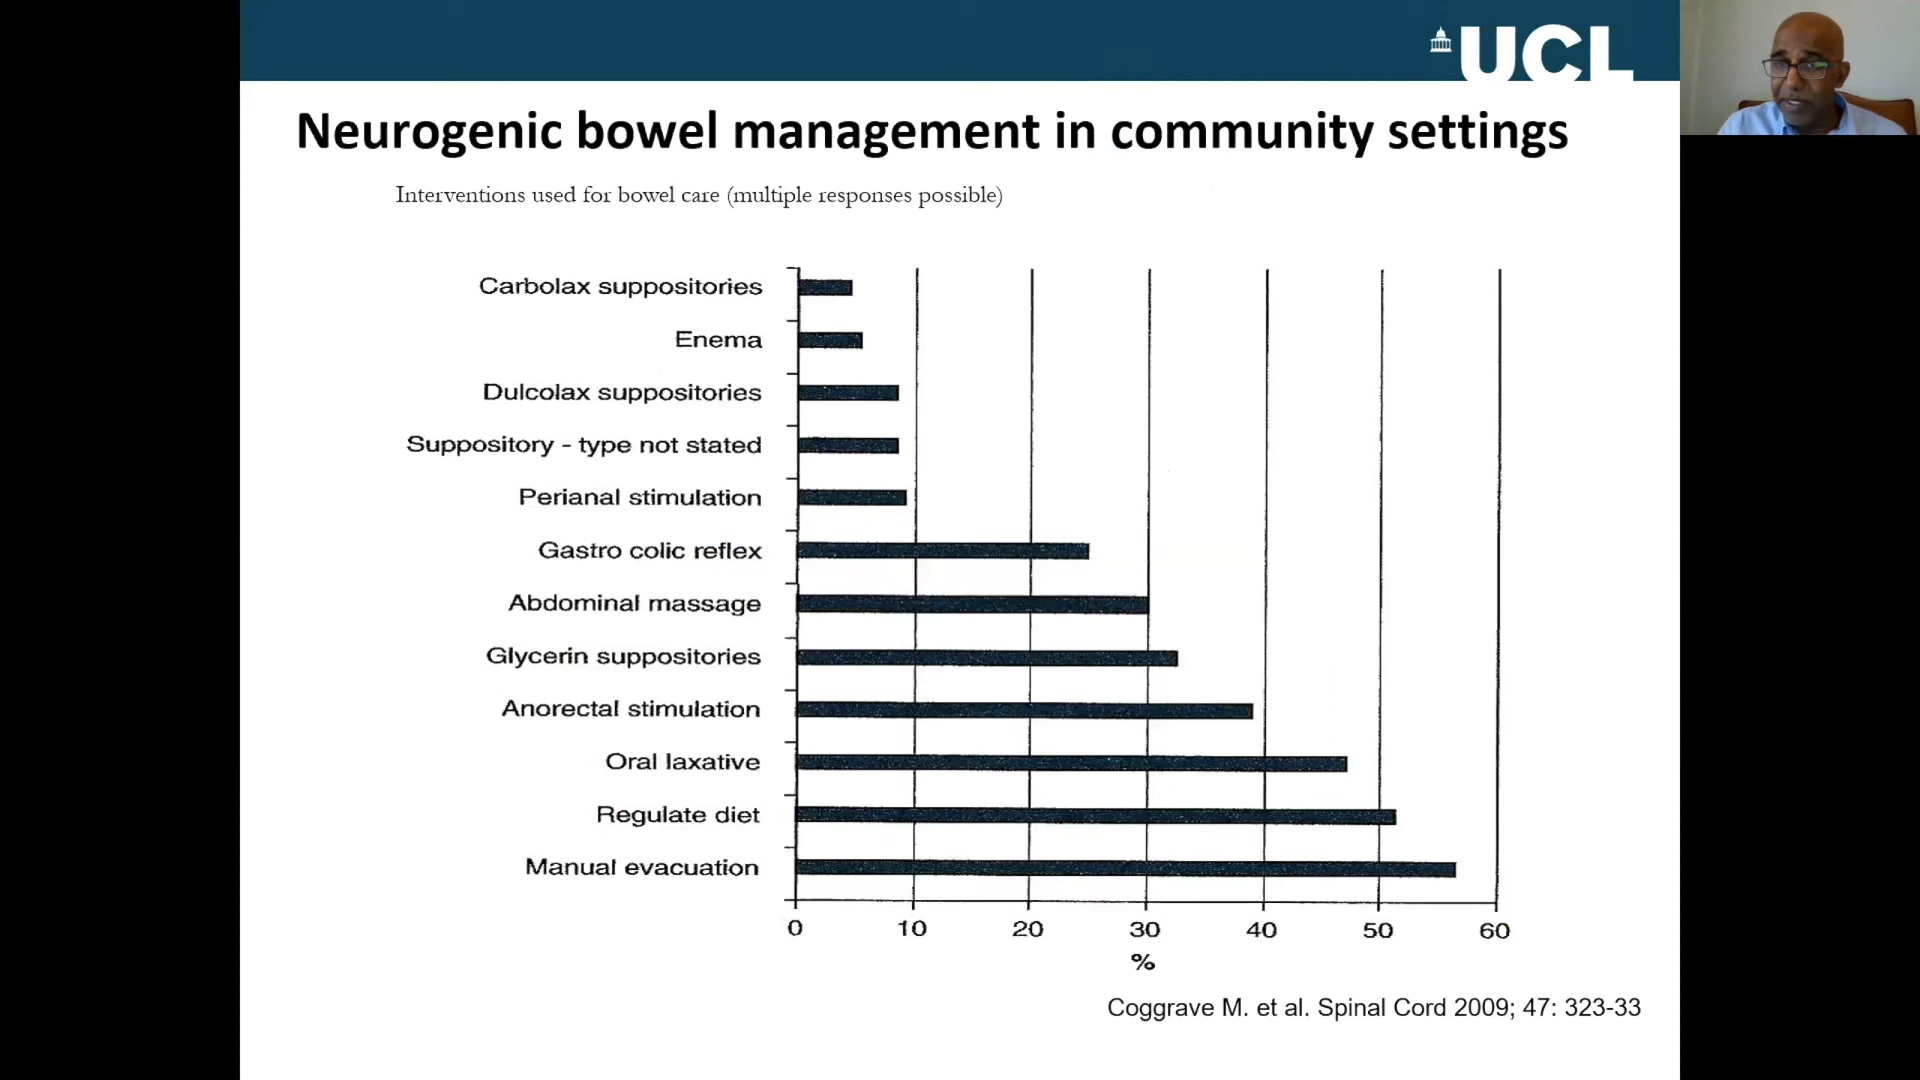 UCL
Neurogenic bowel management in community settings
Interventions used for bowel care (multiple responses possible)
Carbolax suppositories
Enema
Dulcolax suppositories
Suppository - type not stated
Perianal stimulation
Gastro colic reflex
Abdominal massage
Glycerin suppositories
Anorectal stimulation
Oral laxative
Regulate diet
Manual evacuation
0 10 20 30 40 50 60
%
Coggrave M. et al. Spinal Cord 2009; 47: 323-33